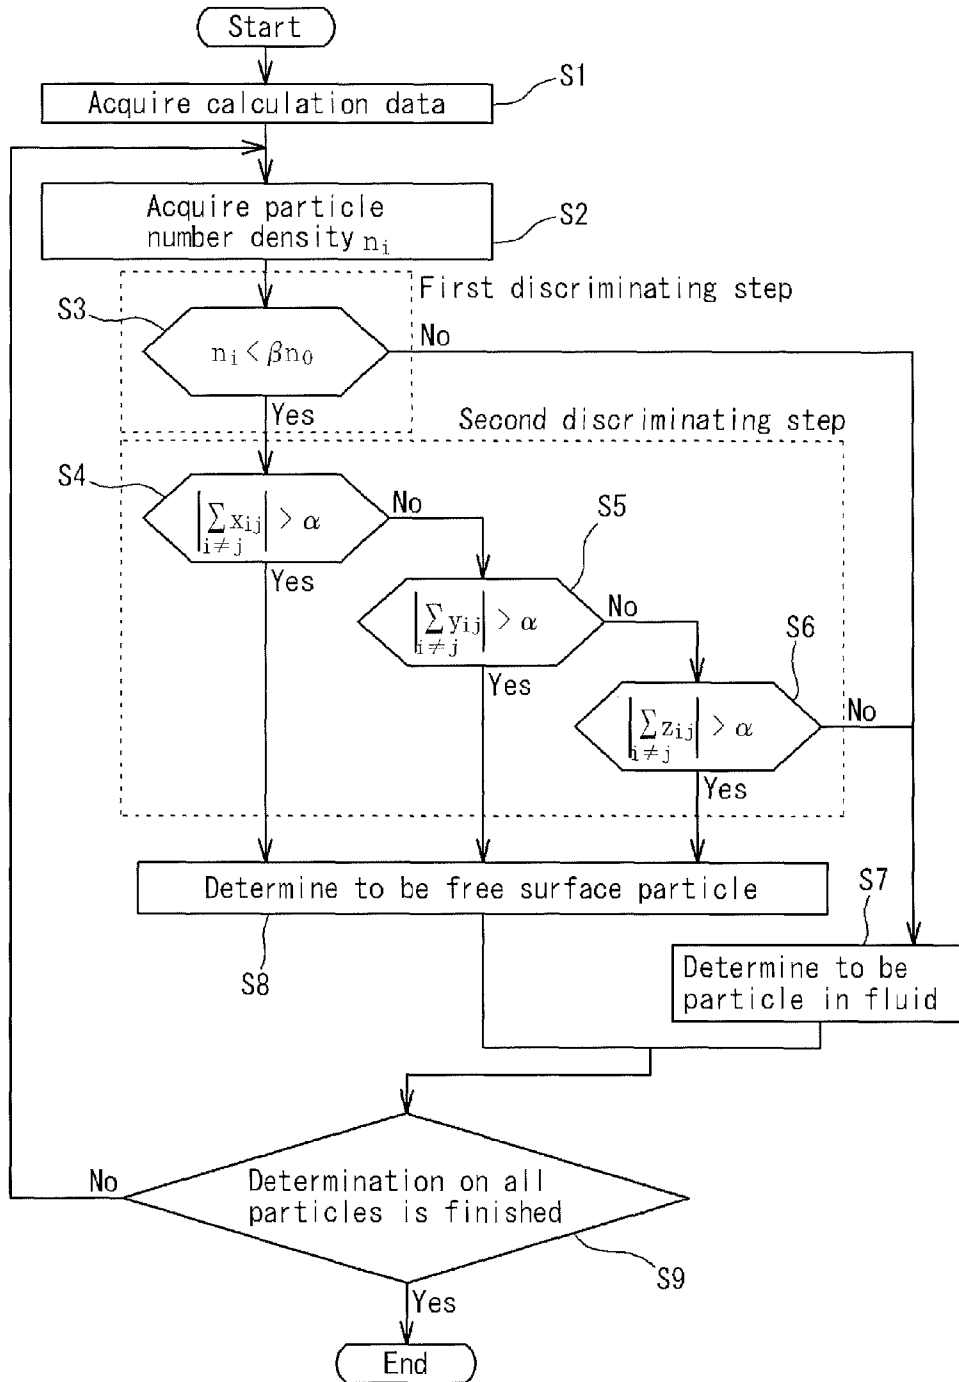 Start
S1
Acquire calculation data
Acquire particle
number density n_i
S2
First discriminating step
S3
n_i < βn_0
No
Yes
Second discriminating step
S4
|∑x_ij| > α
i≠j
No
Yes
S5
|∑y_ij| > α
i≠j
No
Yes
S6
|∑z_ij| > α
i≠j
No
Yes
Determine to be free surface particle
S8
S7
Determine to be
particle in fluid
No
Determination on all
particles is finished
S9
Yes
End